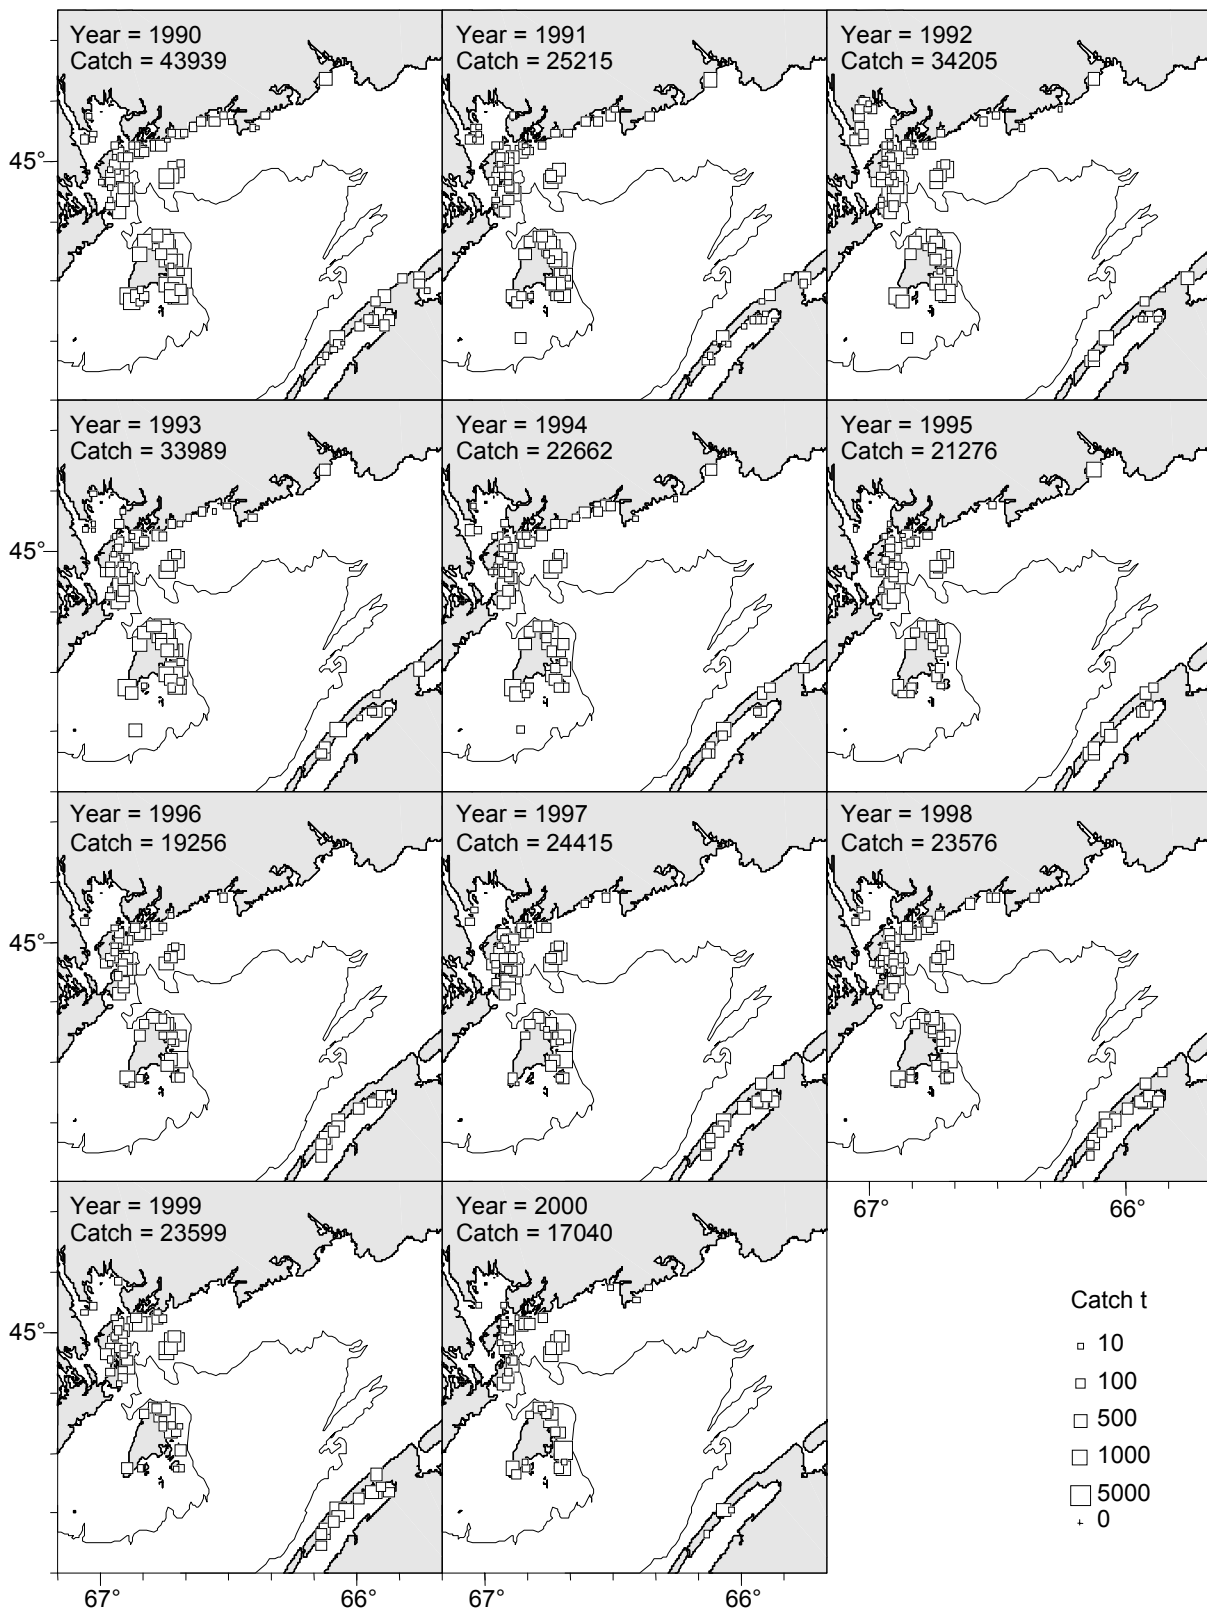 Year = 1990
Catch = 43939
Year = 1991
Catch = 25215
Year = 1992
Catch = 34205
45°
Year = 1993
Catch = 33989
Year = 1994
Catch = 22662
Year = 1995
Catch = 21276
45°
Year = 1996
Catch = 19256
Year = 1997
Catch = 24415
Year = 1998
Catch = 23576
45°
67°
66°
Year = 1999
Catch = 23599
Year = 2000
Catch = 17040
45°
67°
66°
67°
66°
Catch t
10
100
500
1000
5000
0